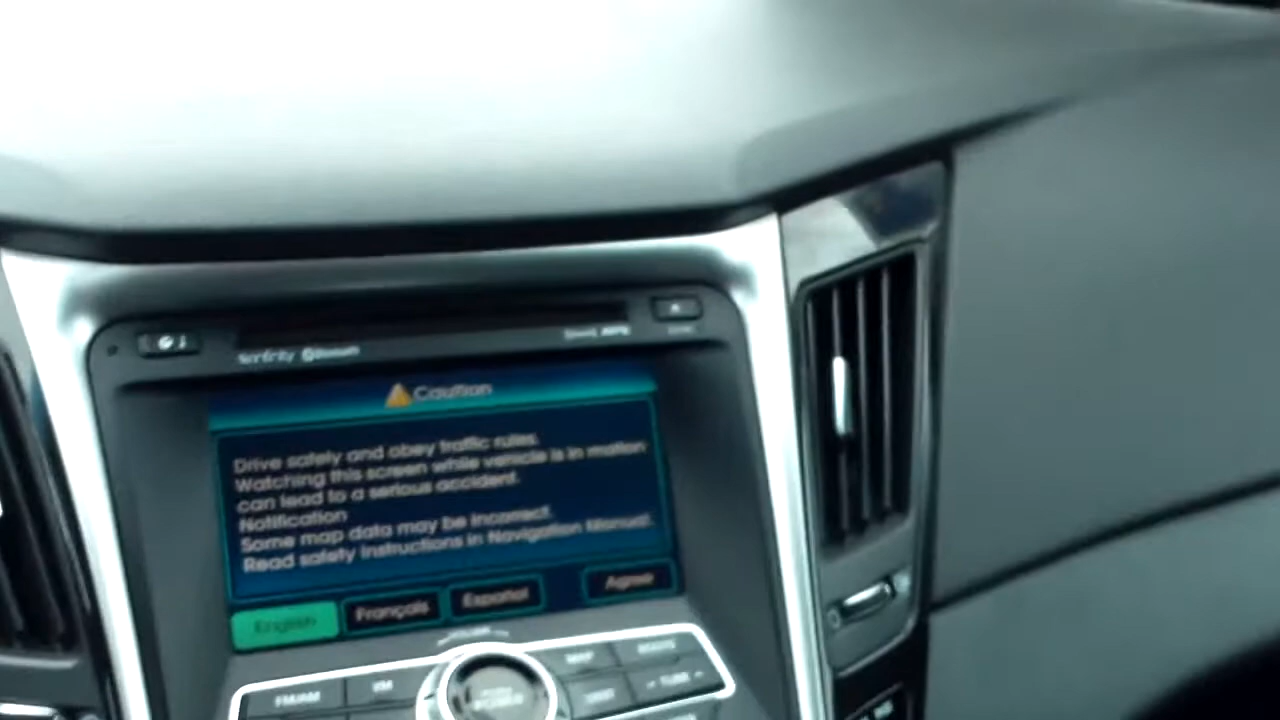 Infinity Bluetooth
Caution
Drive safely and obey traffic rules.
Watching this screen while vehicle is in motion
can lead to a serious accident.
Notification
Some map data may be incorrect.
Read safety instructions in Navigation Manual.
English Français Español Agree
FM/AM XM
TUNE